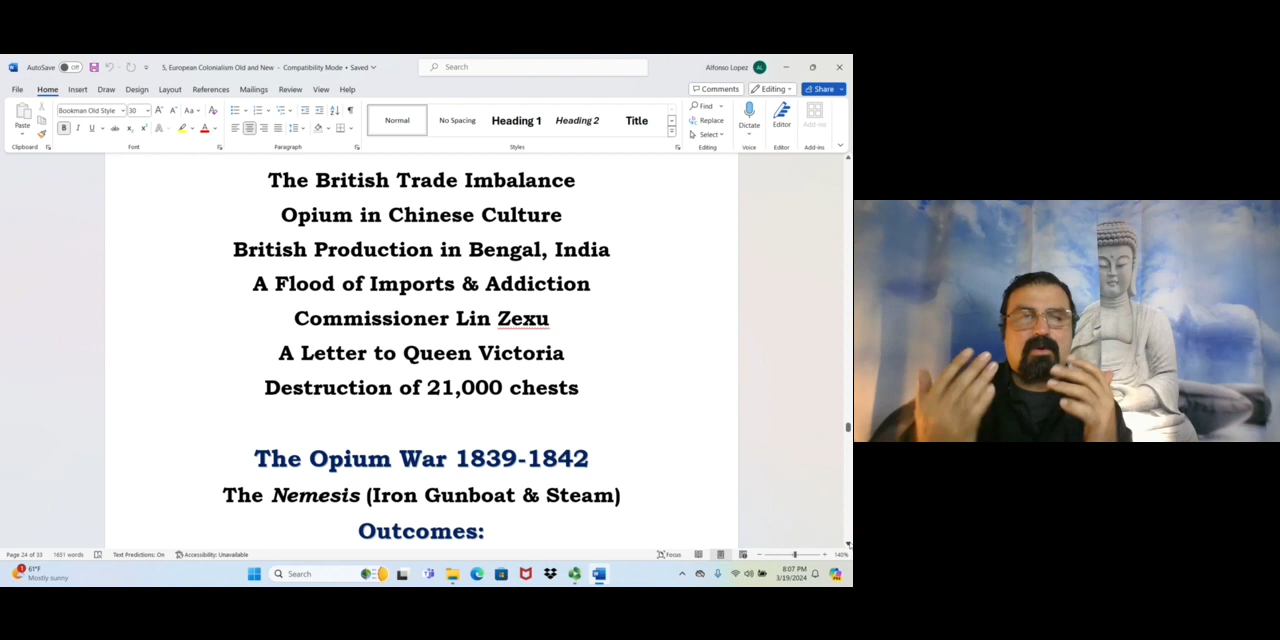 AutoSave Off 5, European Colonialism Old and New - Compatibility Mode • Saved Search Alfonso Lopez AL
File Home Insert Draw Design Layout References Mailings Review View Help Comments Editing Share
Paste Bookman Old Style 30 Normal No Spacing Heading 1 Heading 2 Title Find Replace Select Dictate Editor Add-ins
Clipboard Font Paragraph Styles Editing Voice Editor Add-ins
The British Trade Imbalance
Opium in Chinese Culture
British Production in Bengal, India
A Flood of Imports & Addiction
Commissioner Lin Zexu
A Letter to Queen Victoria
Destruction of 21,000 chests
The Opium War 1839-1842
The Nemesis (Iron Gunboat & Steam)
Outcomes:
Page 24 of 33 1651 words Text Predictions: On Accessibility: Unavailable Focus 140%
1 61°F Search 8:07 PM
Mostly sunny 3/19/2024